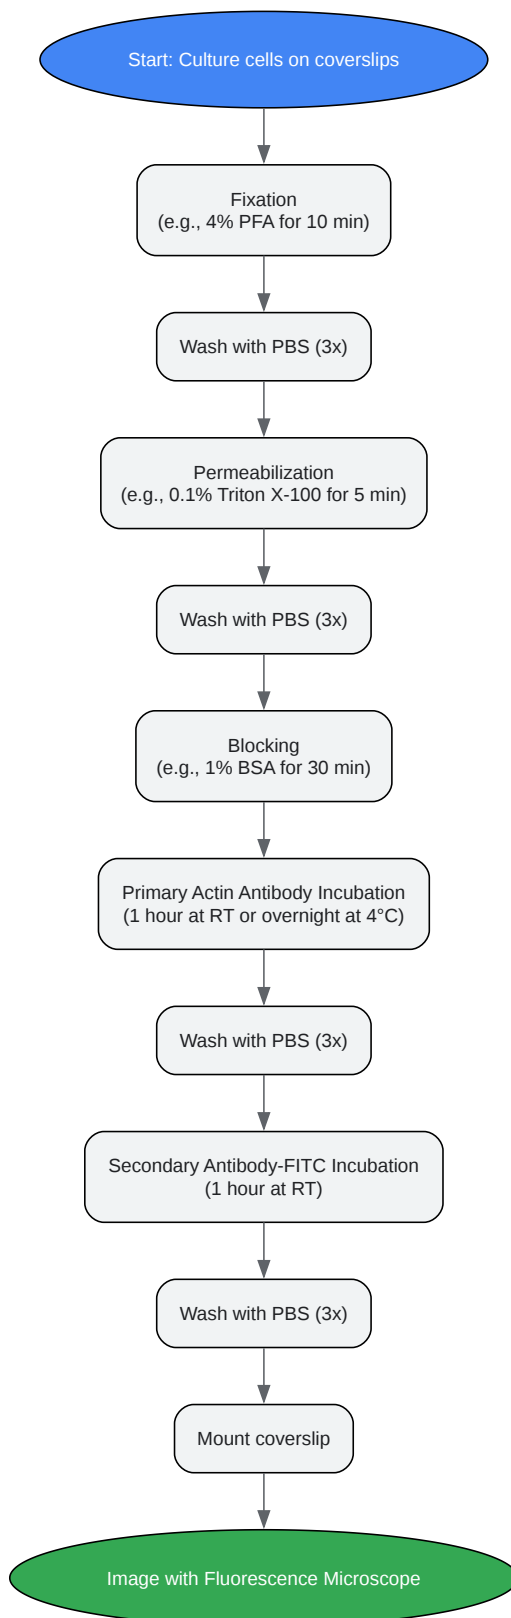 Start: Culture cells on coverslips
Fixation
(e.g., 4% PFA for 10 min)
Wash with PBS (3x)
Permeabilization
(e.g., 0.1% Triton X-100 for 5 min)
Wash with PBS (3x)
Blocking
(e.g., 1% BSA for 30 min)
Primary Actin Antibody Incubation
(1 hour at RT or overnight at 4°C)
Wash with PBS (3x)
Secondary Antibody-FITC Incubation
(1 hour at RT)
Wash with PBS (3x)
Mount coverslip
Image with Fluorescence Microscope